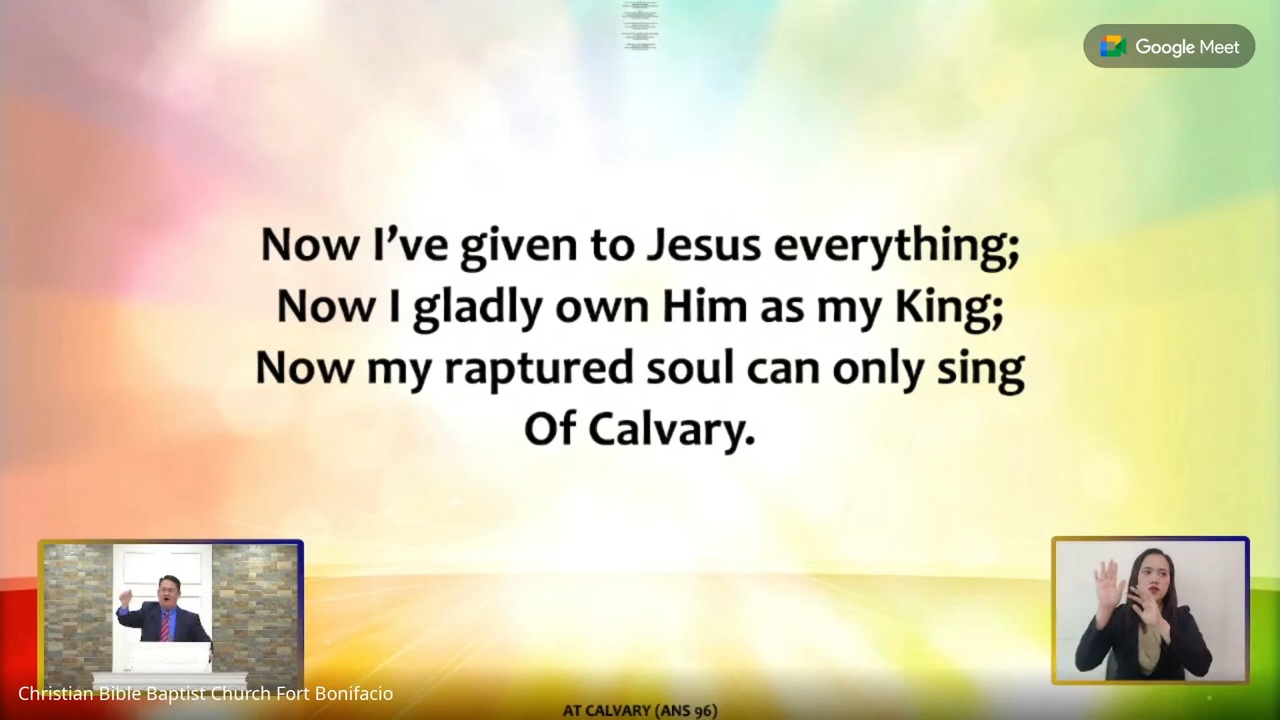 Google Meet
Now I've given to Jesus everything;
Now I gladly own Him as my King;
Now my raptured soul can only sing
Of Calvary.
Christian Bible Baptist Church Fort Bonifacio
AT CALVARY (ANS 96)